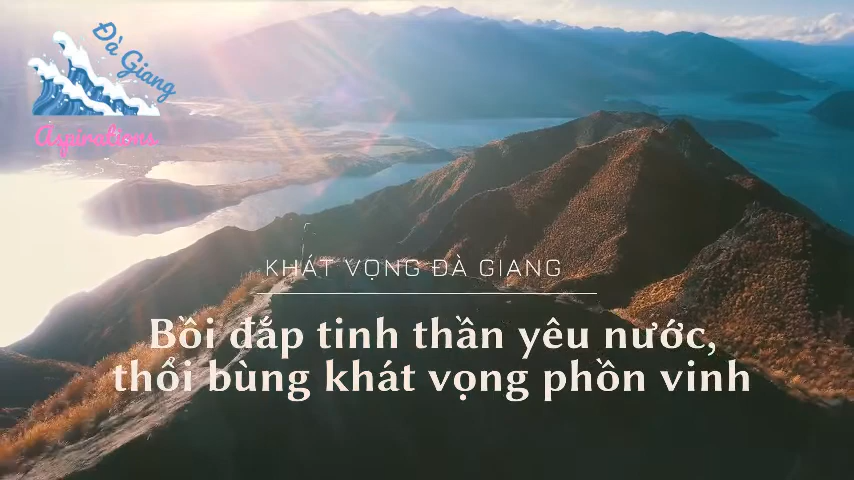 Đà Giang
Aspirations
KHÁT VỌNG ĐÀ GIANG
Bồi đắp tinh thần yêu nước,
thổi bùng khát vọng phồn vinh